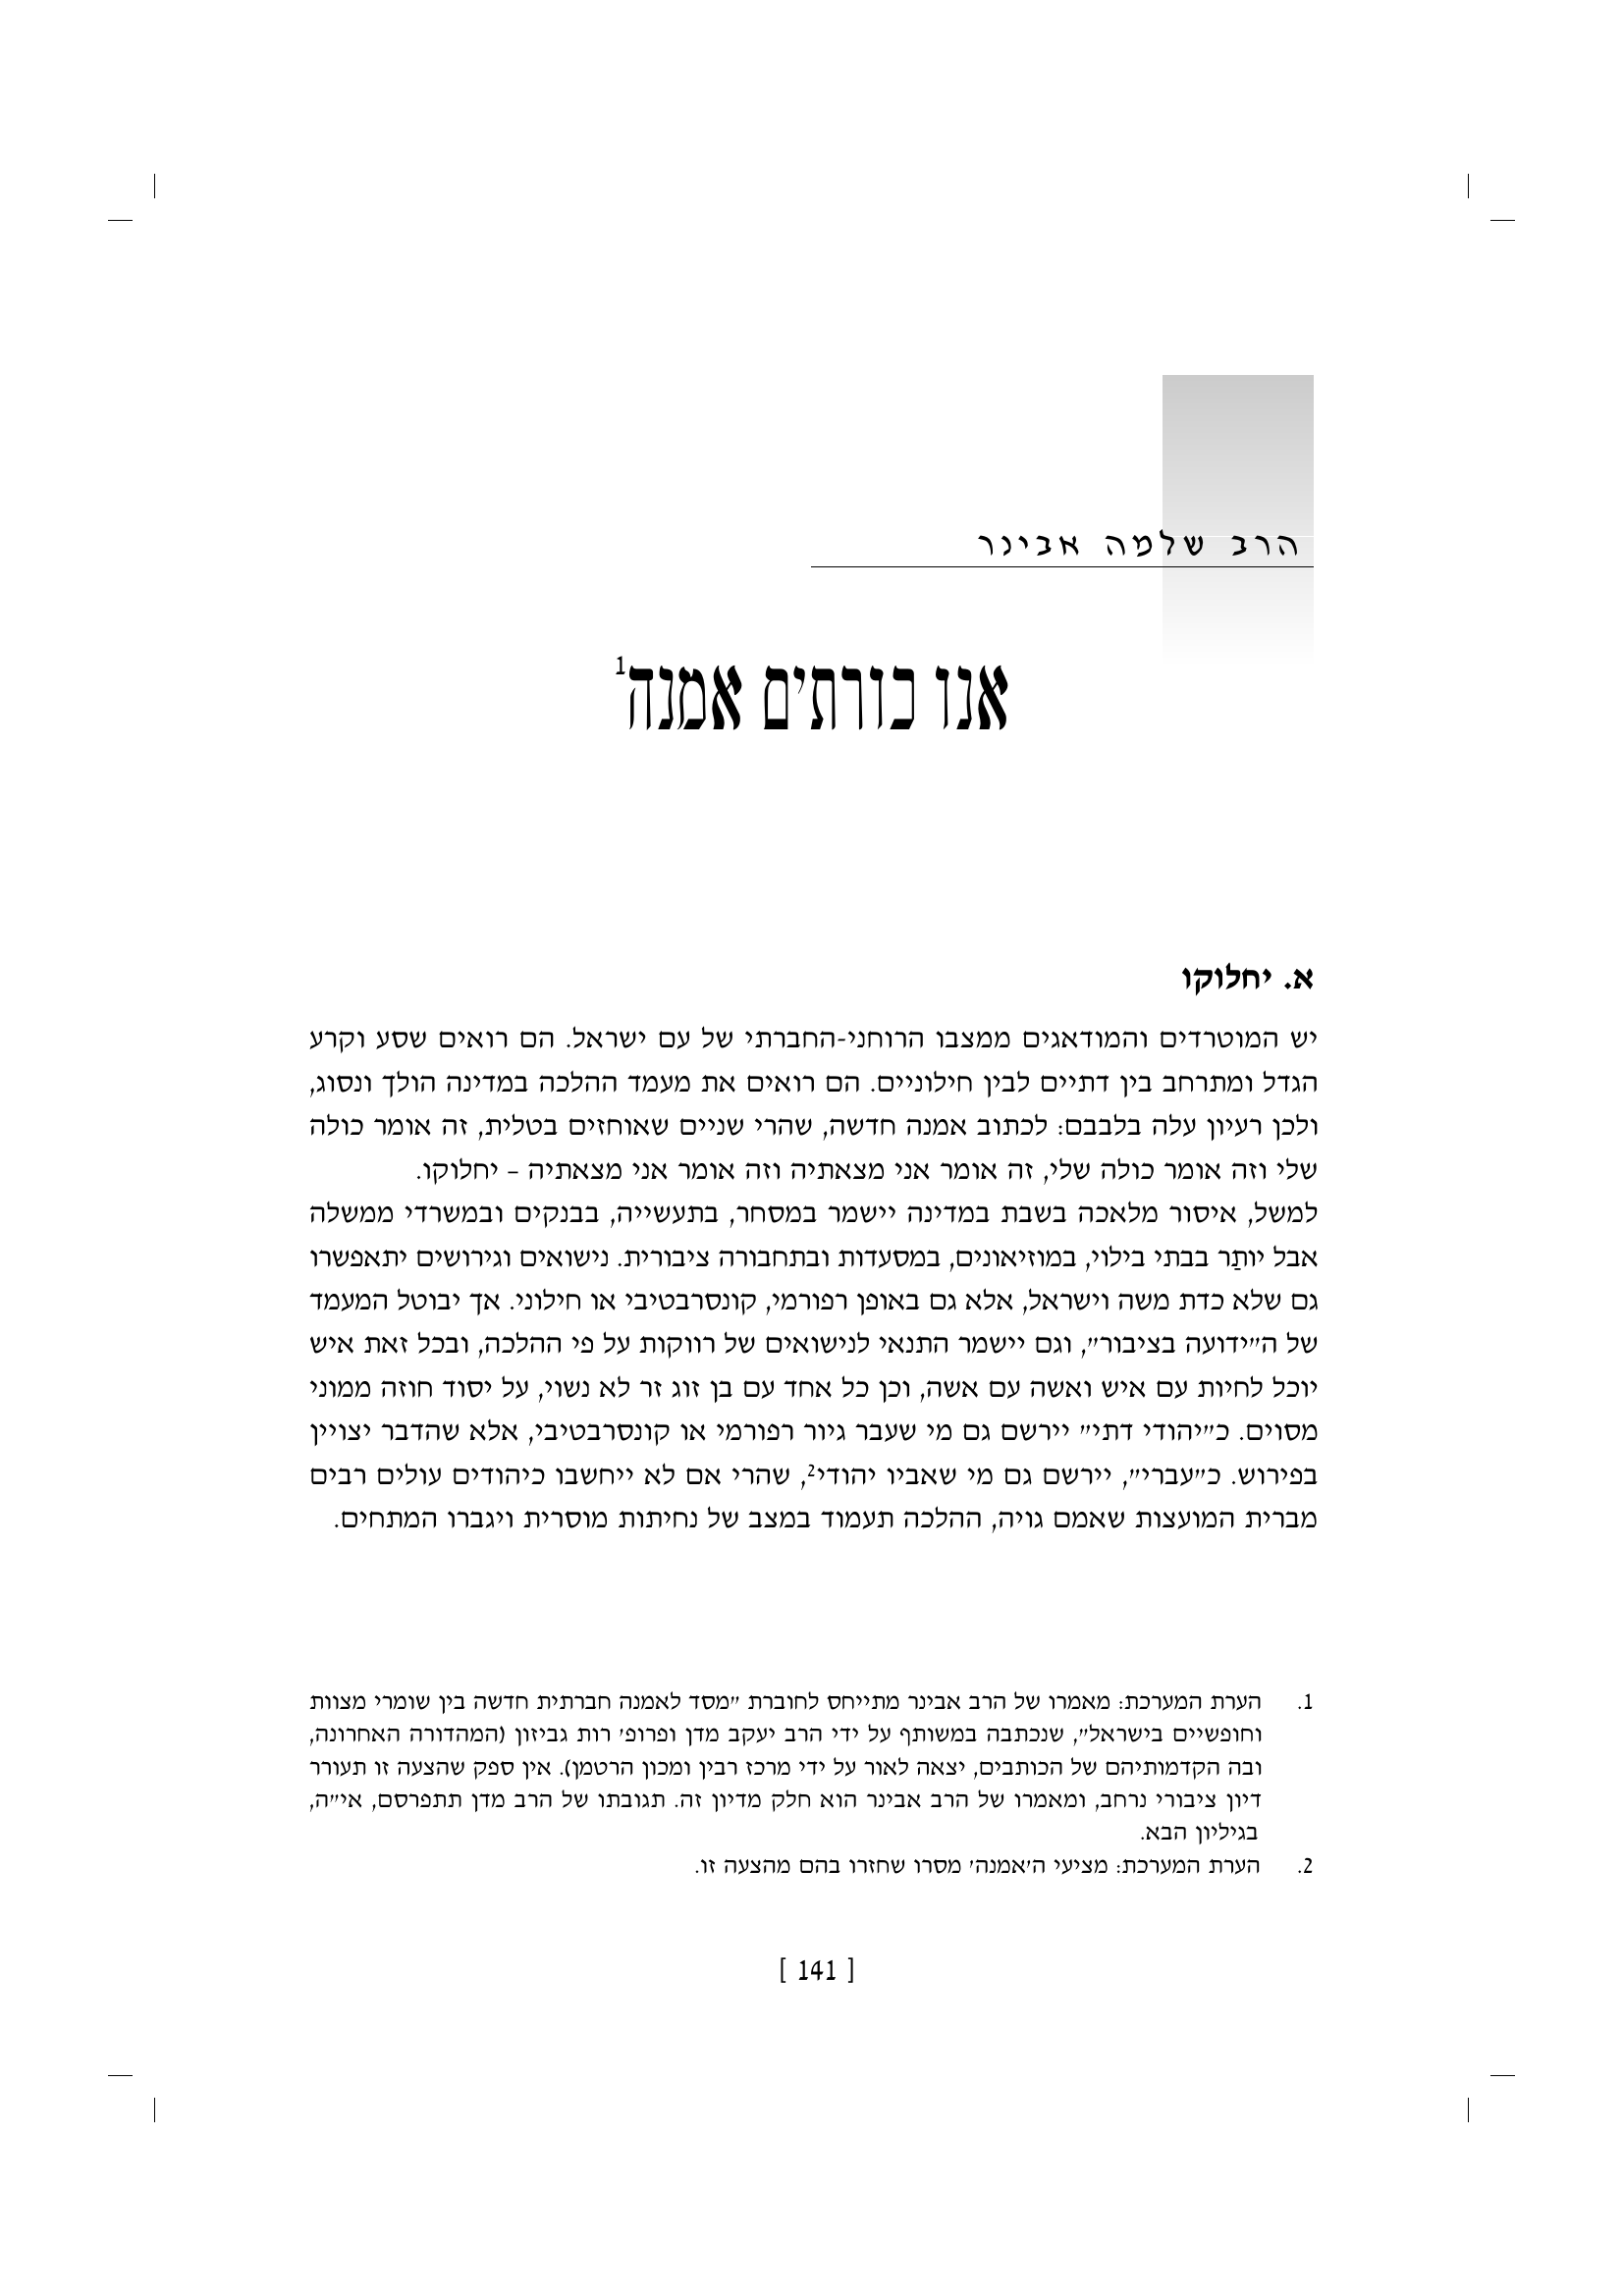 הרב שלמה אבינר
אנו כורתים אמנה1
א. יחלוקו
יש המוטרדים והמודאגים ממצבו הרוחני-החברתי של עם ישראל. הם רואים שסע וקרע
הגדל ומתרחב בין דתיים לבין חילוניים. הם רואים את מעמד ההלכה במדינה הולך ונסוג,
ולכן רעיון עלה בלבבם: לכתוב אמנה חדשה, שהרי שניים שאוחזים בטלית, זה אומר כולה
שלי וזה אומר כולה שלי, זה אומר אני מצאתיה וזה אומר אני מצאתיה – יחלוקו.
למשל, איסור מלאכה בשבת במדינה יישמר במסחר, בתעשייה, בבנקים ובמשרדי ממשלה
אבל יותַר בבתי בילוי, במוזיאונים, במסעדות ובתחבורה ציבורית. נישואים וגירושים יתאפשרו
גם שלא כדת משה וישראל, אלא גם באופן רפורמי, קונסרבטיבי או חילוני. אך יבוטל המעמד
של ה״ידועה בציבור״, וגם יישמר התנאי לנישואים של רווקות על פי ההלכה, ובכל זאת איש
יוכל לחיות עם איש ואשה עם אשה, וכן כל אחד עם בן זוג זר לא נשוי, על יסוד חוזה ממוני
מסוים. כ״יהודי דתי״ יירשם גם מי שעבר גיור רפורמי או קונסרבטיבי, אלא שהדבר יצויין
בפירוש. כ״עברי״, יירשם גם מי שאביו יהודי2, שהרי אם לא ייחשבו כיהודים עולים רבים
מברית המועצות שאמם גויה, ההלכה תעמוד במצב של נחיתות מוסרית ויגברו המתחים.
1. הערת המערכת: מאמרו של הרב אבינר מתייחס לחוברת ״מסד לאמנה חברתית חדשה בין שומרי מצוות
וחופשיים בישראל״, שנכתבה במשותף על ידי הרב יעקב מדן ופרופ׳ רות גביזון (המהדורה האחרונה,
ובה הקדמותיהם של הכותבים, יצאה לאור על ידי מרכז רבין ומכון הרטמן). אין ספק שהצעה זו תעורר
דיון ציבורי נרחב, ומאמרו של הרב אבינר הוא חלק מדיון זה. תגובתו של הרב מדן תתפרסם, אי״ה,
בגיליון הבא.
2. הערת המערכת: מציעי ה׳אמנה׳ מסרו שחזרו בהם מהצעה זו.
[ 141 ]